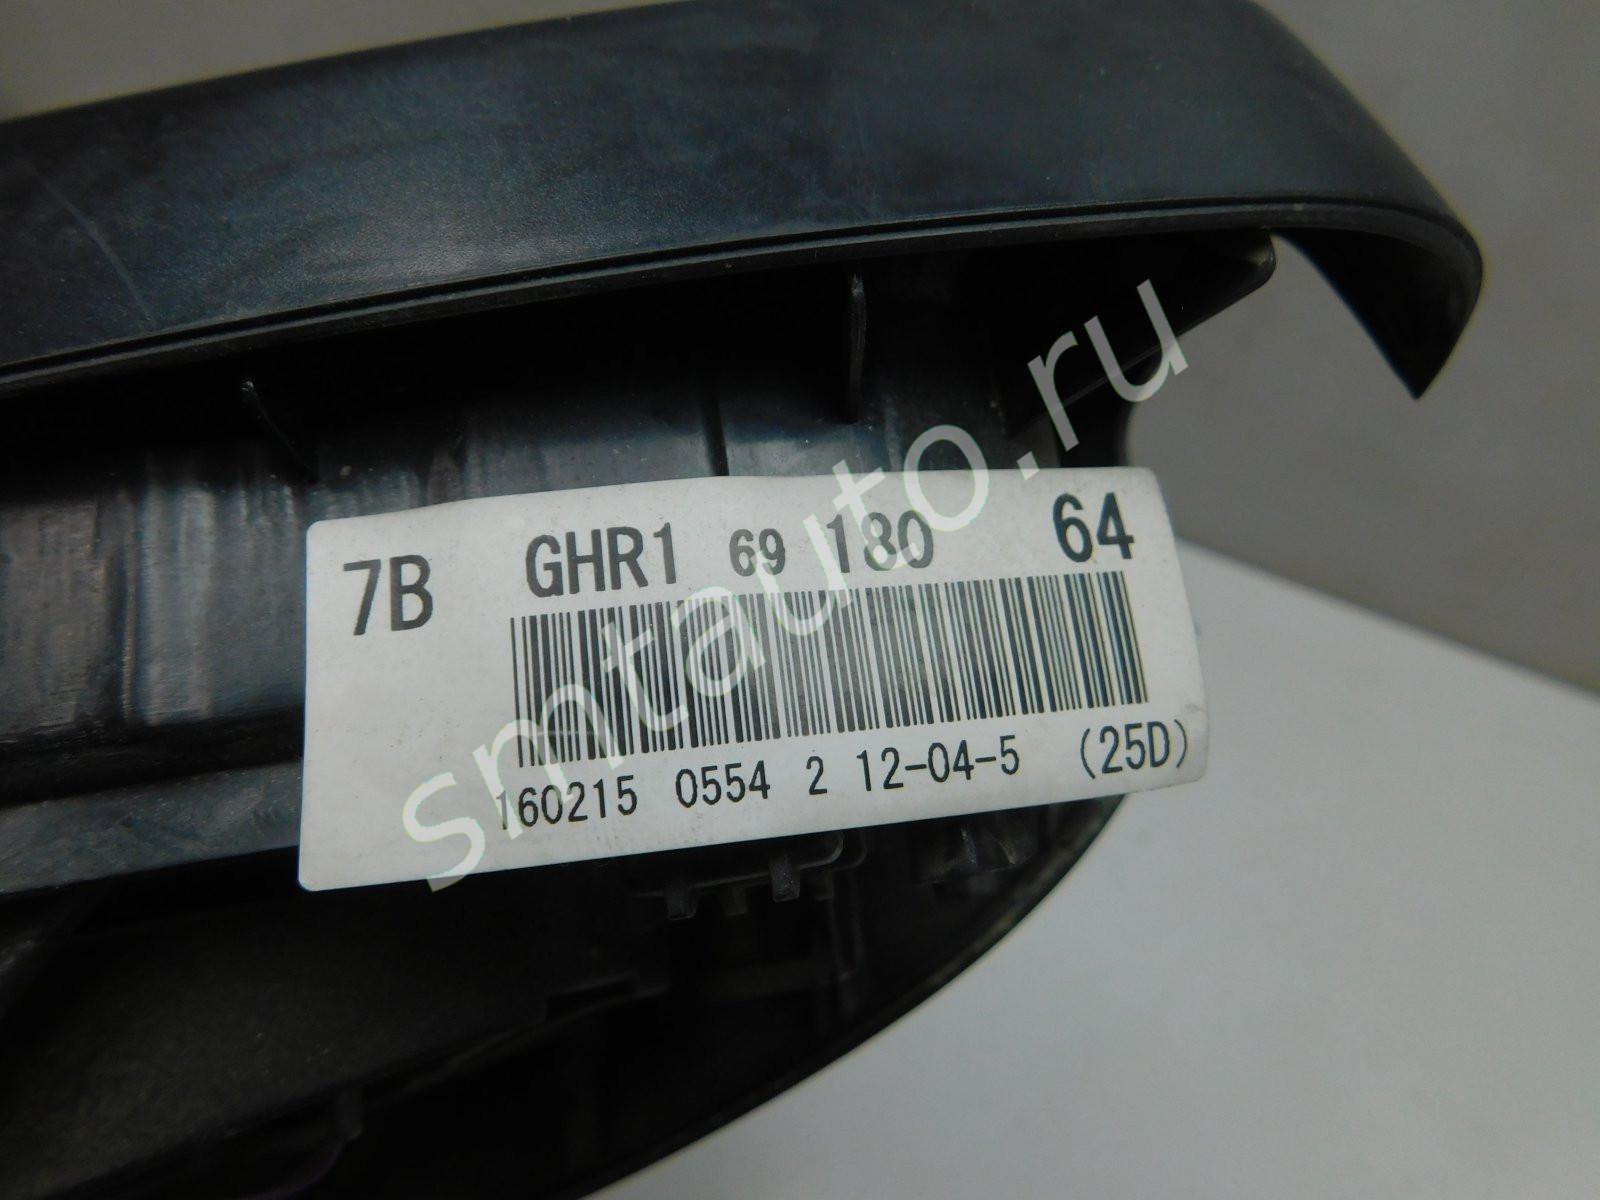 7B GHR1 69 180 64
160215 0554 2 12-04-5 (25D)
smtauto.ru